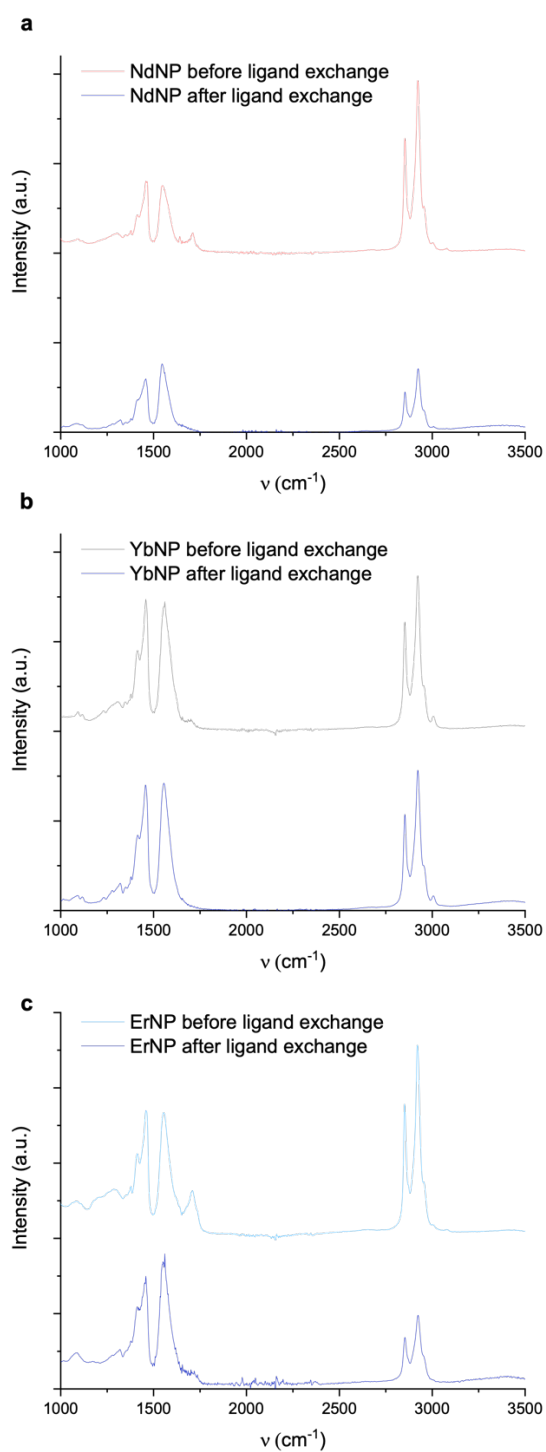 a
NdNP before ligand exchange
NdNP after ligand exchange
Intensity (a.u.)
1000 1500 2000 2500 3000 3500
ν (cm⁻¹)
b
YbNP before ligand exchange
YbNP after ligand exchange
Intensity (a.u.)
1000 1500 2000 2500 3000 3500
ν (cm⁻¹)
c
ErNP before ligand exchange
ErNP after ligand exchange
Intensity (a.u.)
1000 1500 2000 2500 3000 3500
ν (cm⁻¹)